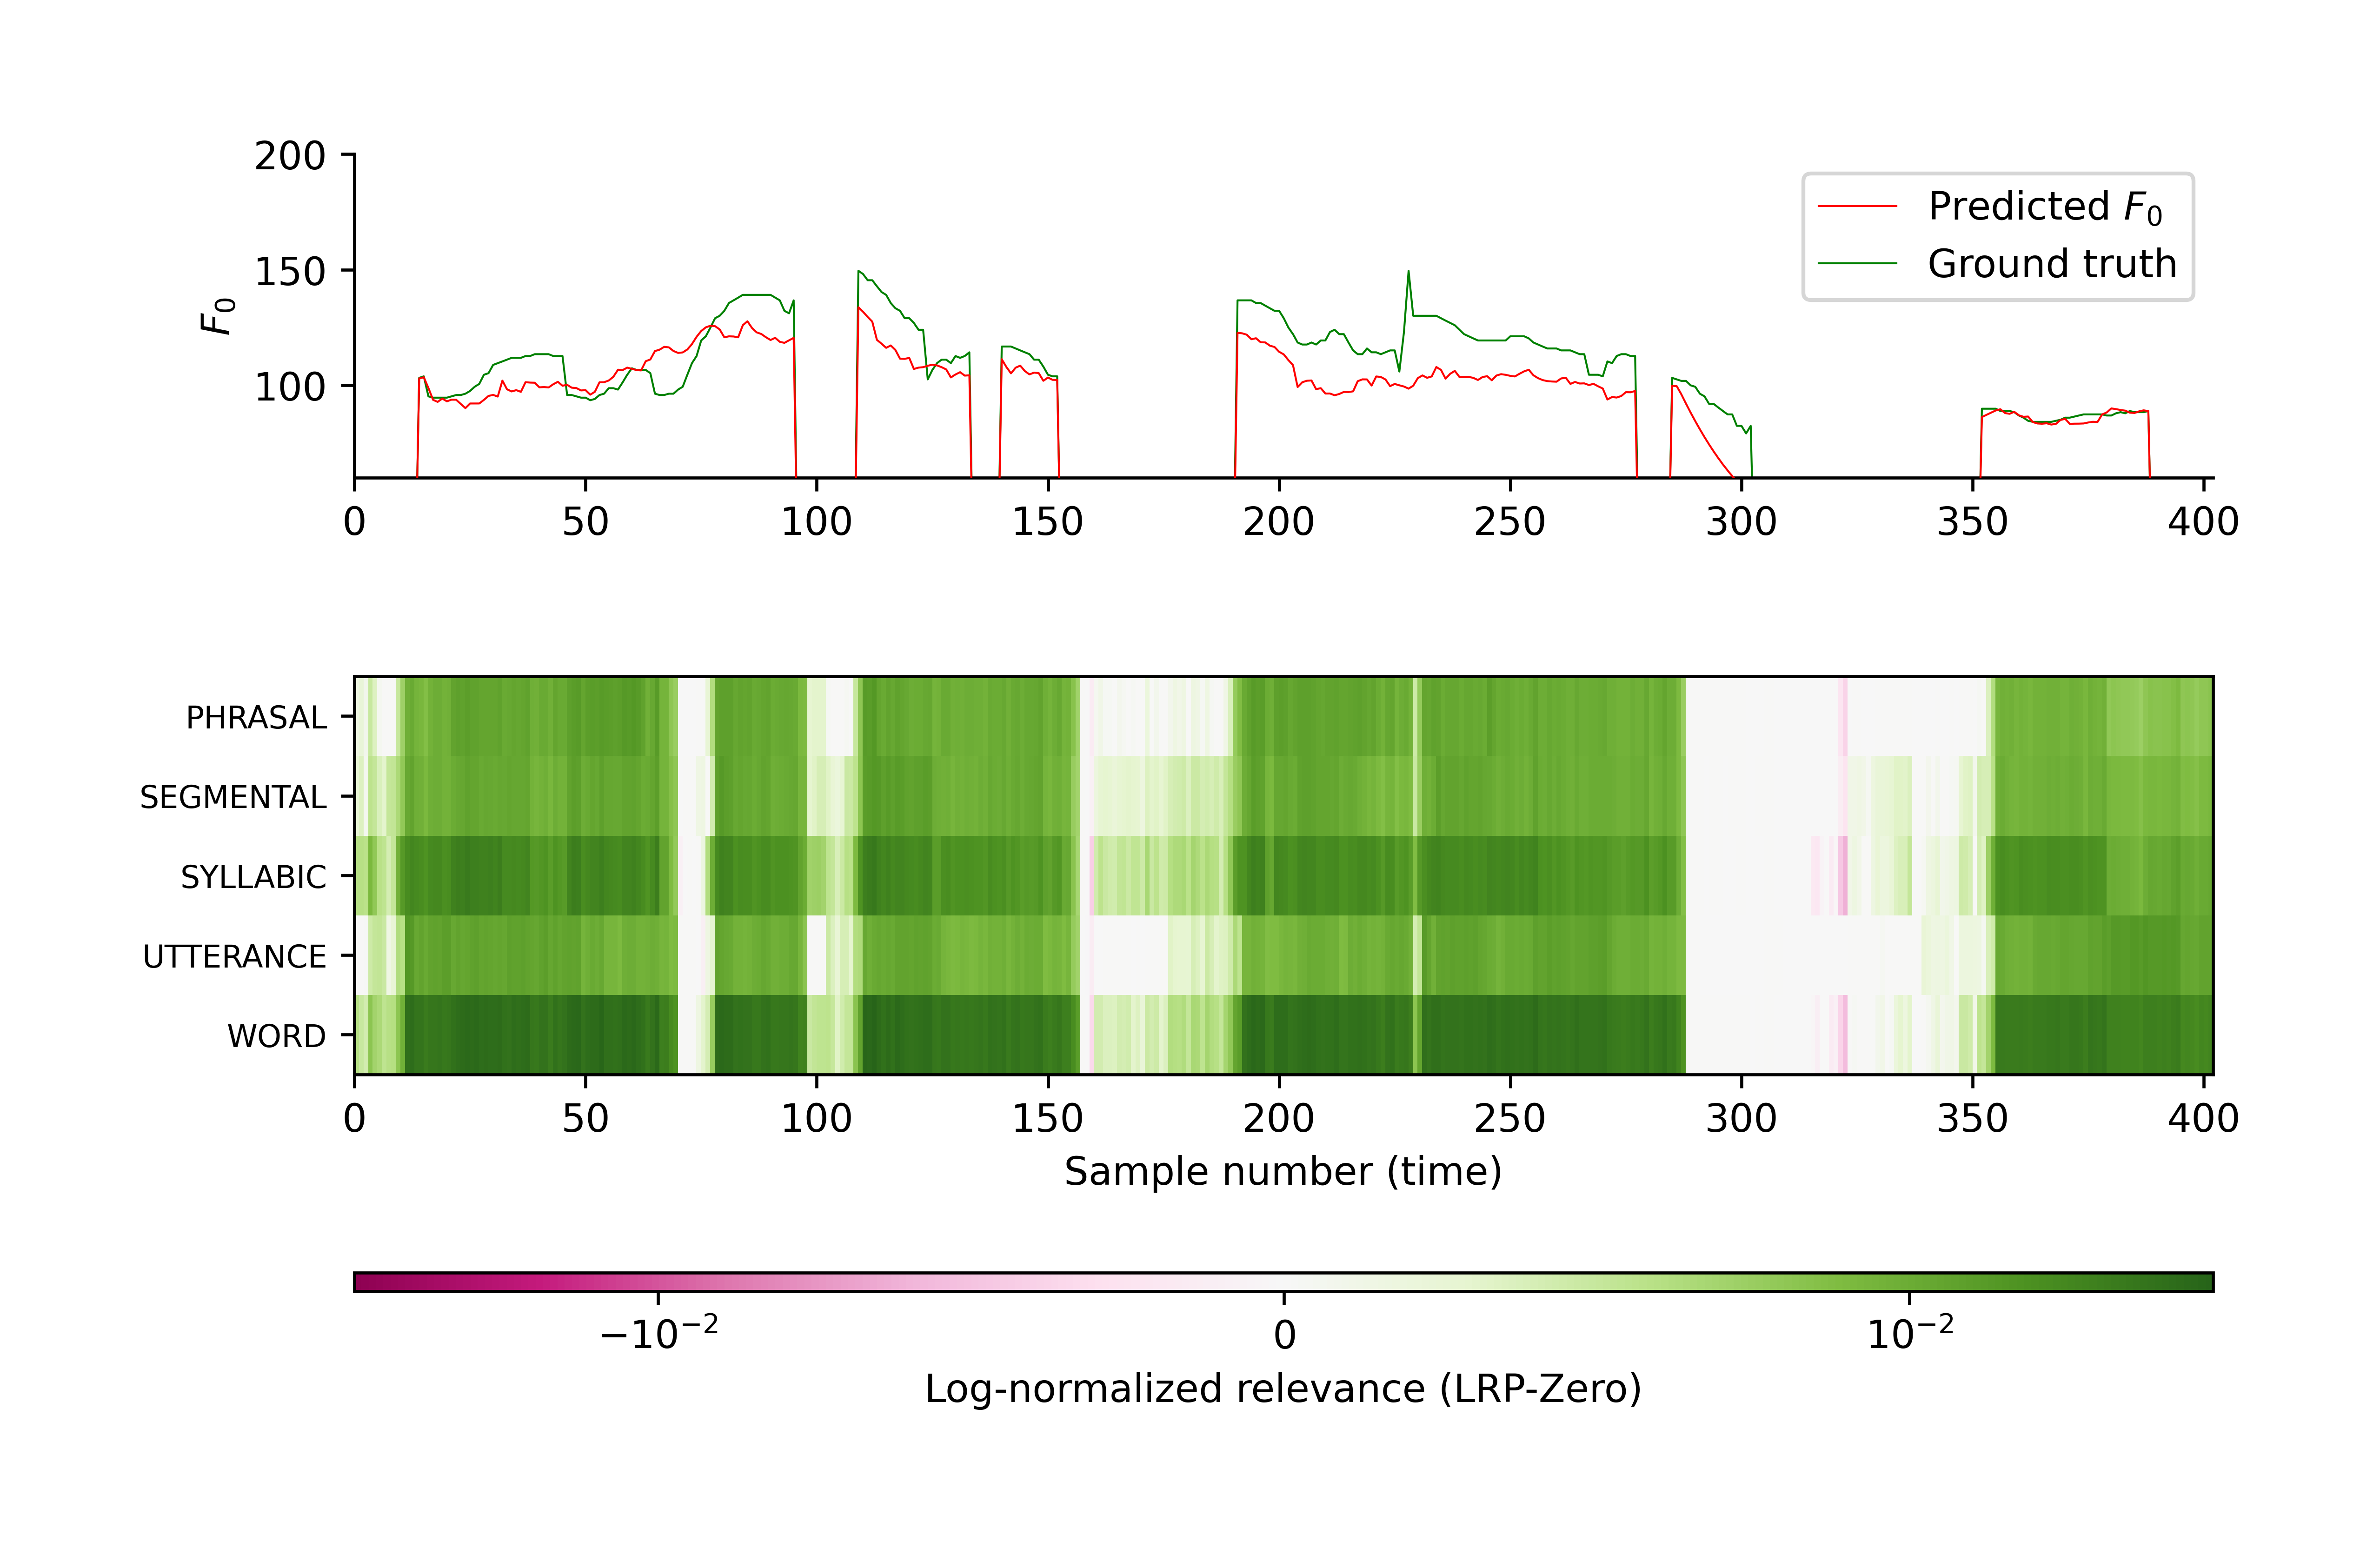 200
150
100
F₀
Predicted F₀
Ground truth
0 50 100 150 200 250 300 350 400
PHRASAL
SEGMENTAL
SYLLABIC
UTTERANCE
WORD
0 50 100 150 200 250 300 350 400
Sample number (time)
−10⁻² 0 10⁻²
Log-normalized relevance (LRP-Zero)